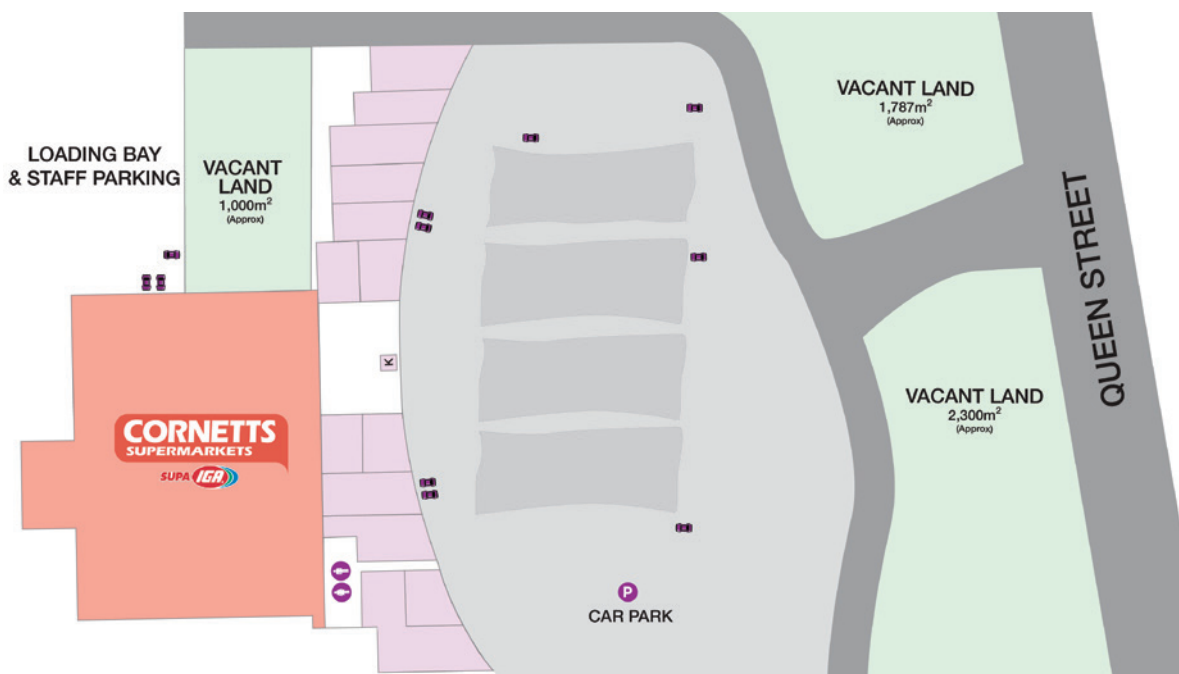 VACANT LAND
1,787m²
(Approx)
LOADING BAY
& STAFF PARKING
VACANT
LAND
1,000m²
(Approx)
QUEEN STREET
K
VACANT LAND
2,300m²
(Approx)
CORNETTS
SUPERMARKETS
SUPA IGA
P
CAR PARK